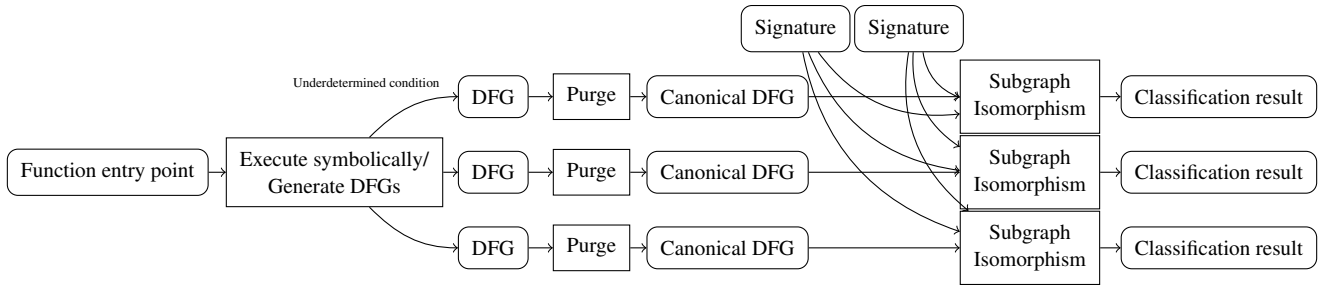 Signature
Signature
Underdetermined condition
DFG
Purge
Canonical DFG
Subgraph
Isomorphism
Classification result
Function entry point
Execute symbolically/
Generate DFGs
DFG
Purge
Canonical DFG
Subgraph
Isomorphism
Classification result
DFG
Purge
Canonical DFG
Subgraph
Isomorphism
Classification result